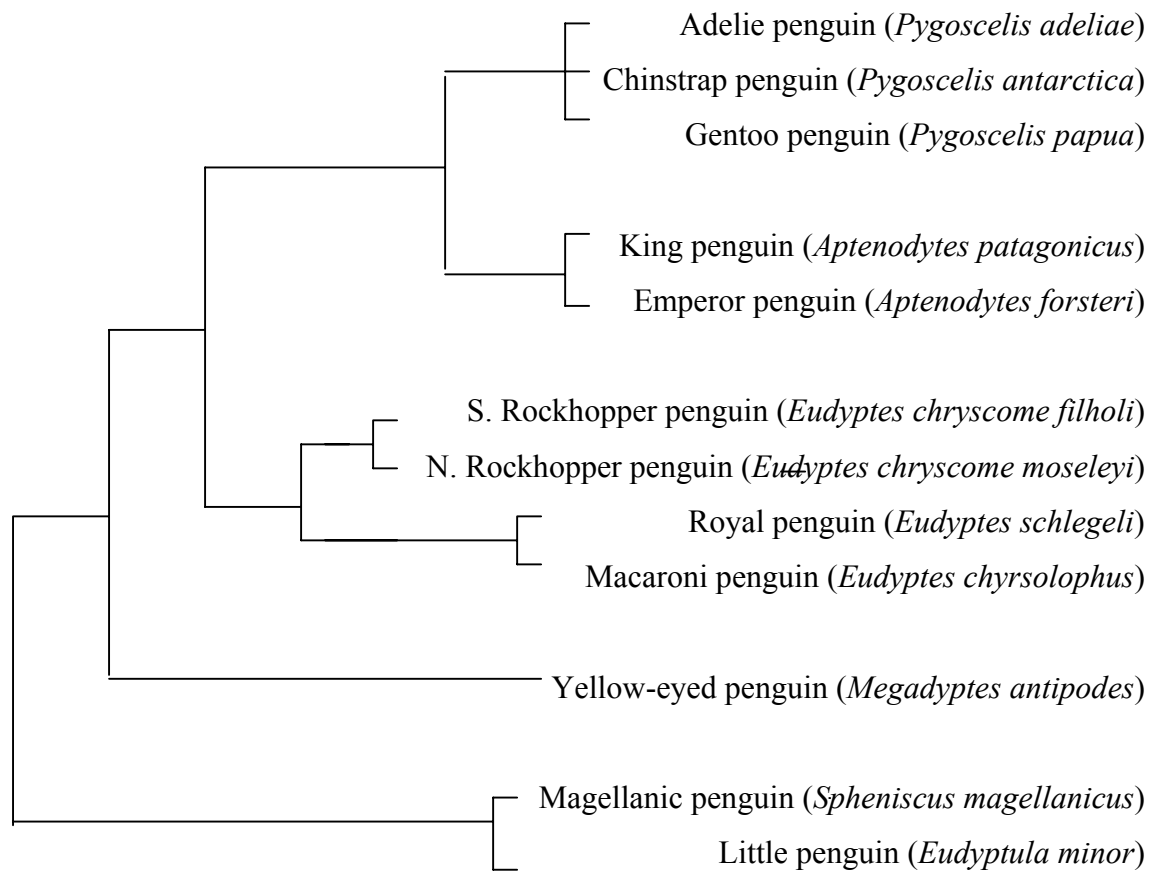 Adelie penguin (Pygoscelis adeliae)
Chinstrap penguin (Pygoscelis antarctica)
Gentoo penguin (Pygoscelis papua)
King penguin (Aptenodytes patagonicus)
Emperor penguin (Aptenodytes forsteri)
S. Rockhopper penguin (Eudyptes chryscome filholi)
N. Rockhopper penguin (Eudyptes chryscome moseleyi)
Royal penguin (Eudyptes schlegeli)
Macaroni penguin (Eudyptes chyrsolophus)
Yellow-eyed penguin (Megadyptes antipodes)
Magellanic penguin (Spheniscus magellanicus)
Little penguin (Eudyptula minor)